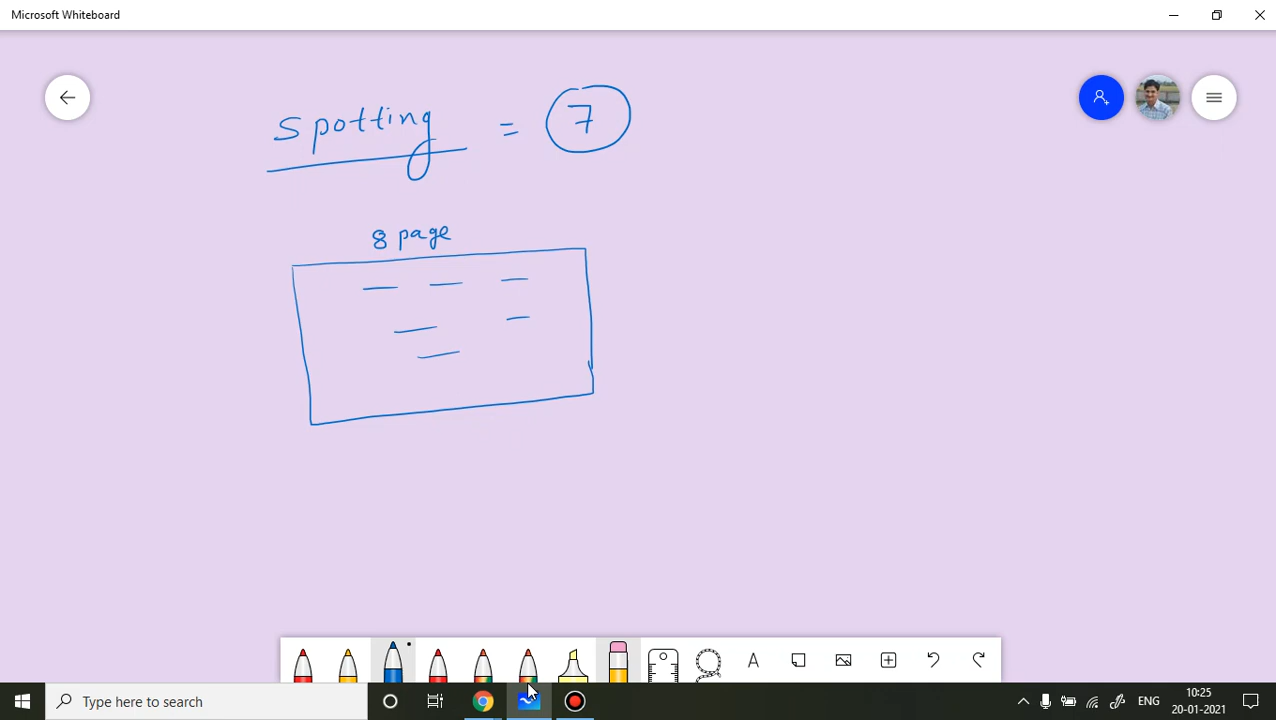 Microsoft Whiteboard
spotting = 7
8 page
A
Type here to search
ENG
10:25
20-01-2021